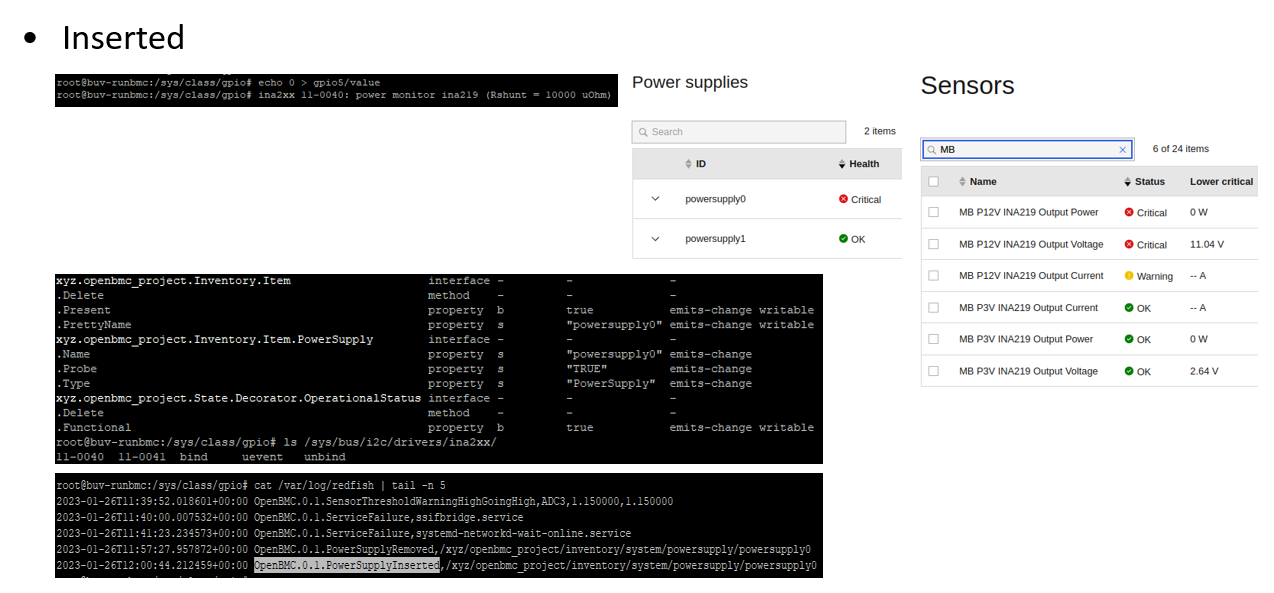 • Inserted
root@buv-runbmc:/sys/class/gpio# echo 0 > gpio5/value
root@buv-runbmc:/sys/class/gpio# ina2xx 11-0040: power monitor ina219 (Rshunt = 10000 uOhm)
Power supplies
Search 2 items
ID Health
powersupply0 Critical
powersupply1 OK
Sensors
MB 6 of 24 items
Name Status Lower critical
MB P12V INA219 Output Power Critical 0 W
MB P12V INA219 Output Voltage Critical 11.04 V
MB P12V INA219 Output Current Warning -- A
MB P3V INA219 Output Current OK -- A
MB P3V INA219 Output Power OK 0 W
MB P3V INA219 Output Voltage OK 2.64 V
xyz.openbmc_project.Inventory.Item interface - - -
.Delete method - - -
.Present property b true emits-change writable
.PrettyName property s "powersupply0" emits-change writable
xyz.openbmc_project.Inventory.Item.PowerSupply interface - - -
.Name property s "powersupply0" emits-change
.Probe property s "TRUE" emits-change
.Type property s "PowerSupply" emits-change
xyz.openbmc_project.State.Decorator.OperationalStatus interface - - -
.Delete method - - -
.Functional property b true emits-change writable
root@buv-runbmc:/sys/class/gpio# ls /sys/bus/i2c/drivers/ina2xx/
11-0040 11-0041 bind uevent unbind
root@buv-runbmc:/sys/class/gpio# cat /var/log/redfish | tail -n 5
2023-01-26T11:39:52.018601+00:00 OpenBMC.0.1.SensorThresholdWarningHighGoingHigh,ADC3,1.150000,1.150000
2023-01-26T11:40:00.007532+00:00 OpenBMC.0.1.ServiceFailure,ssifbridge.service
2023-01-26T11:41:23.234573+00:00 OpenBMC.0.1.ServiceFailure,systemd-networkd-wait-online.service
2023-01-26T11:57:27.957872+00:00 OpenBMC.0.1.PowerSupplyRemoved,/xyz/openbmc_project/inventory/system/powersupply/powersupply0
2023-01-26T12:00:44.212459+00:00 OpenBMC.0.1.PowerSupplyInserted,/xyz/openbmc_project/inventory/system/powersupply/powersupply0